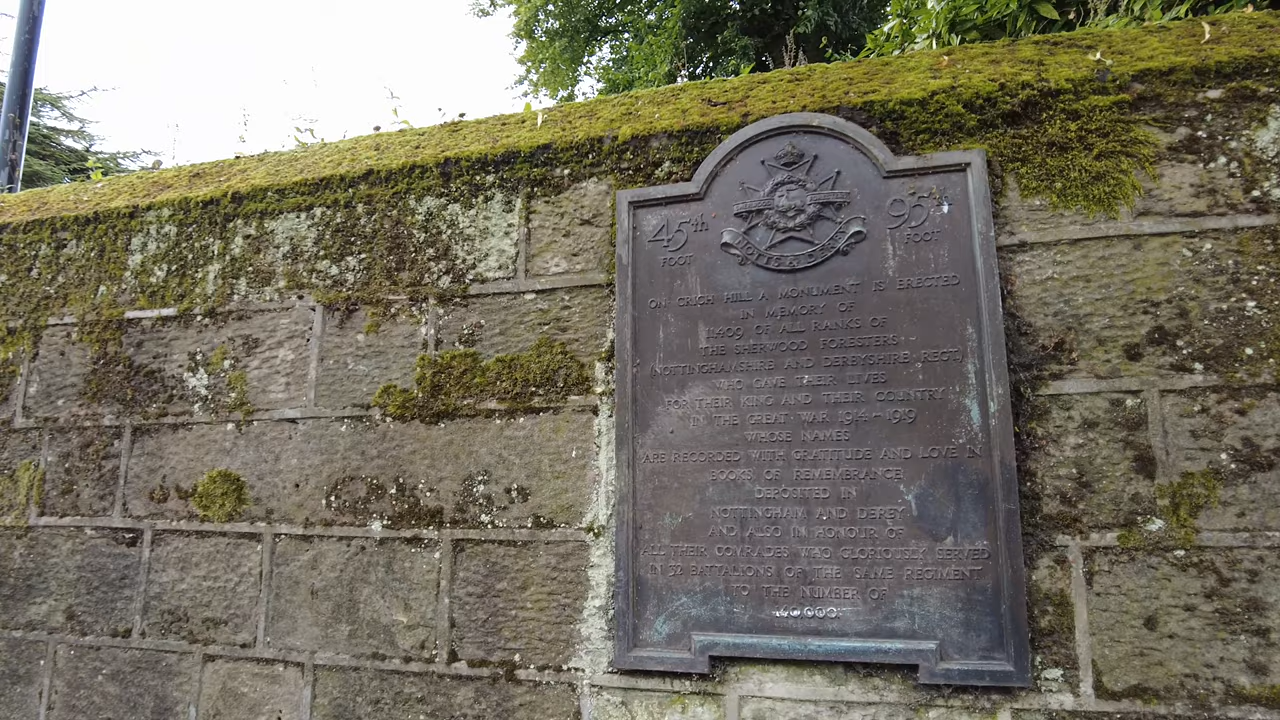 45th 95th
FOOT FOOT
NOTTS & DERBY
ON CRICH HILL A MONUMENT IS ERECTED
IN MEMORY OF
11,409 OF ALL RANKS OF
THE SHERWOOD FORESTERS -
(NOTTINGHAMSHIRE AND DERBYSHIRE REGT)
WHO GAVE THEIR LIVES
FOR THEIR KING AND THEIR COUNTRY
IN THE GREAT WAR 1914 - 1919
WHOSE NAMES
ARE RECORDED WITH GRATITUDE AND LOVE IN
BOOKS OF REMEMBRANCE
DEPOSITED IN
NOTTINGHAM AND DERBY
AND ALSO IN HONOUR OF
ALL THEIR COMRADES WHO GLORIOUSLY SERVED
IN 32 BATTALIONS OF THE SAME REGIMENT
TO THE NUMBER OF
140,000.